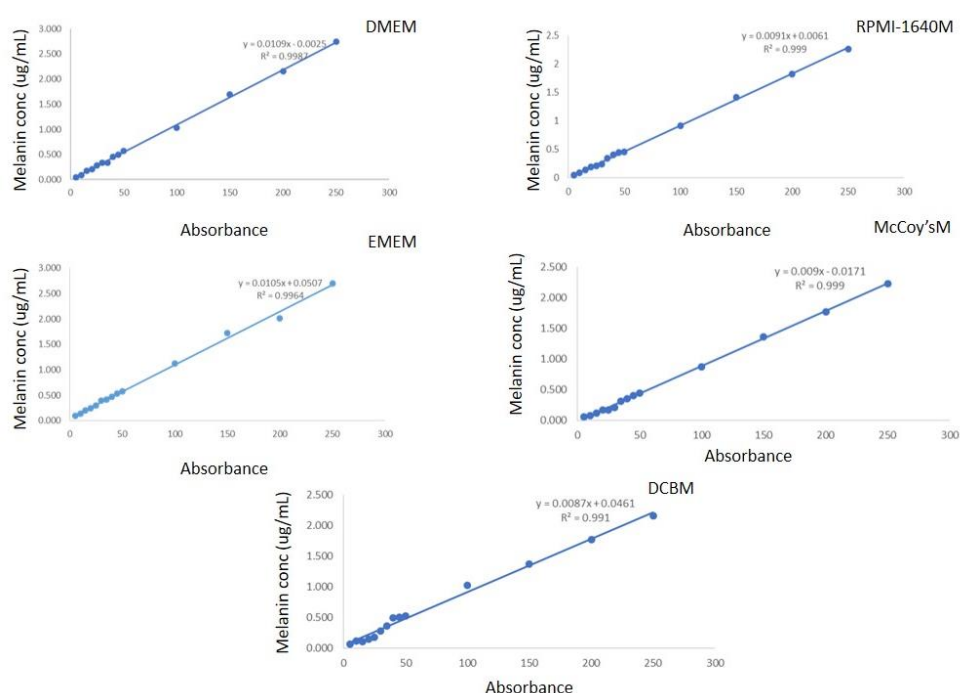 DMEM
y = 0.0109x - 0.0025
R² = 0.9987
Melanin conc (ug/mL)
3.000
2.500
2.000
1.500
1.000
0.500
0.000
0 50 100 150 200 250 300
Absorbance
RPMI-1640M
y = 0.0091x + 0.0061
R² = 0.999
Melanin conc (ug/mL)
2.5
2
1.5
1
0.5
0
0 50 100 150 200 250 300
Absorbance
EMEM
y = 0.0105x + 0.0507
R² = 0.9964
Melanin conc (ug/mL)
3.000
2.500
2.000
1.500
1.000
0.500
0.000
0 50 100 150 200 250 300
Absorbance
McCoy'sM
y = 0.009x - 0.0171
R² = 0.999
Melanin conc (ug/mL)
2.500
2.000
1.500
1.000
0.500
0.000
0 50 100 150 200 250 300
Absorbance
DCBM
y = 0.0087x + 0.0461
R² = 0.991
Melanin conc (ug/mL)
2.500
2.000
1.500
1.000
0.500
0.000
0 50 100 150 200 250 300
Absorbance